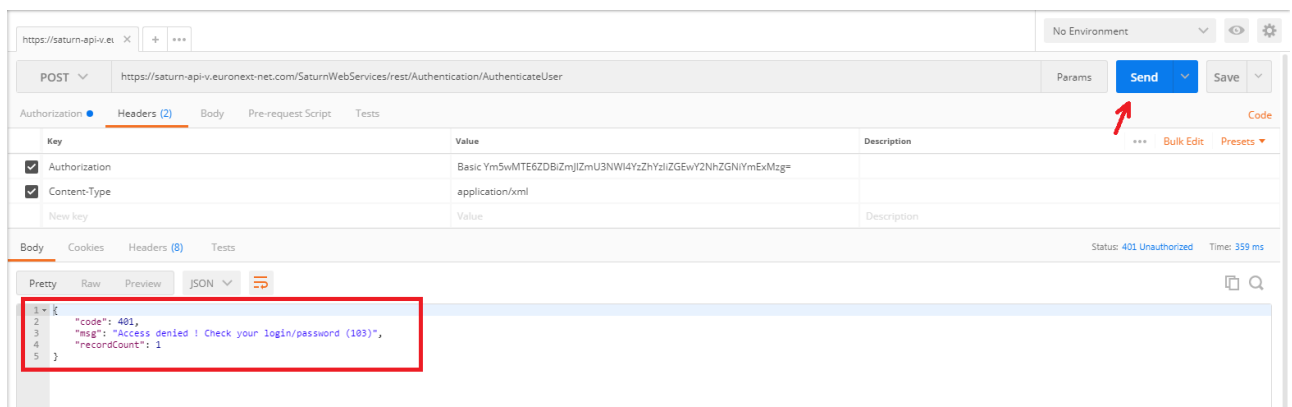 https://saturn-api-v.eu
No Environment
POST https://saturn-api-v.euronext-net.com/SaturnWebServices/rest/Authentication/AuthenticateUser Params Send Save
Authorization Headers (2) Body Pre-request Script Tests Code
Key Value Description Bulk Edit Presets
Authorization Basic Ym5wMTE6ZDBiZmJlZmU3NWI4YzZhYzliZGEwY2NhZGNiYmExMzg=
Content-Type application/xml
New key Value Description
Body Cookies Headers (8) Tests Status: 401 Unauthorized Time: 359 ms
Pretty Raw Preview JSON
1 {
2 "code": 401,
3 "msg": "Access denied ! Check your login/password (103)",
4 "recordCount": 1
5 }